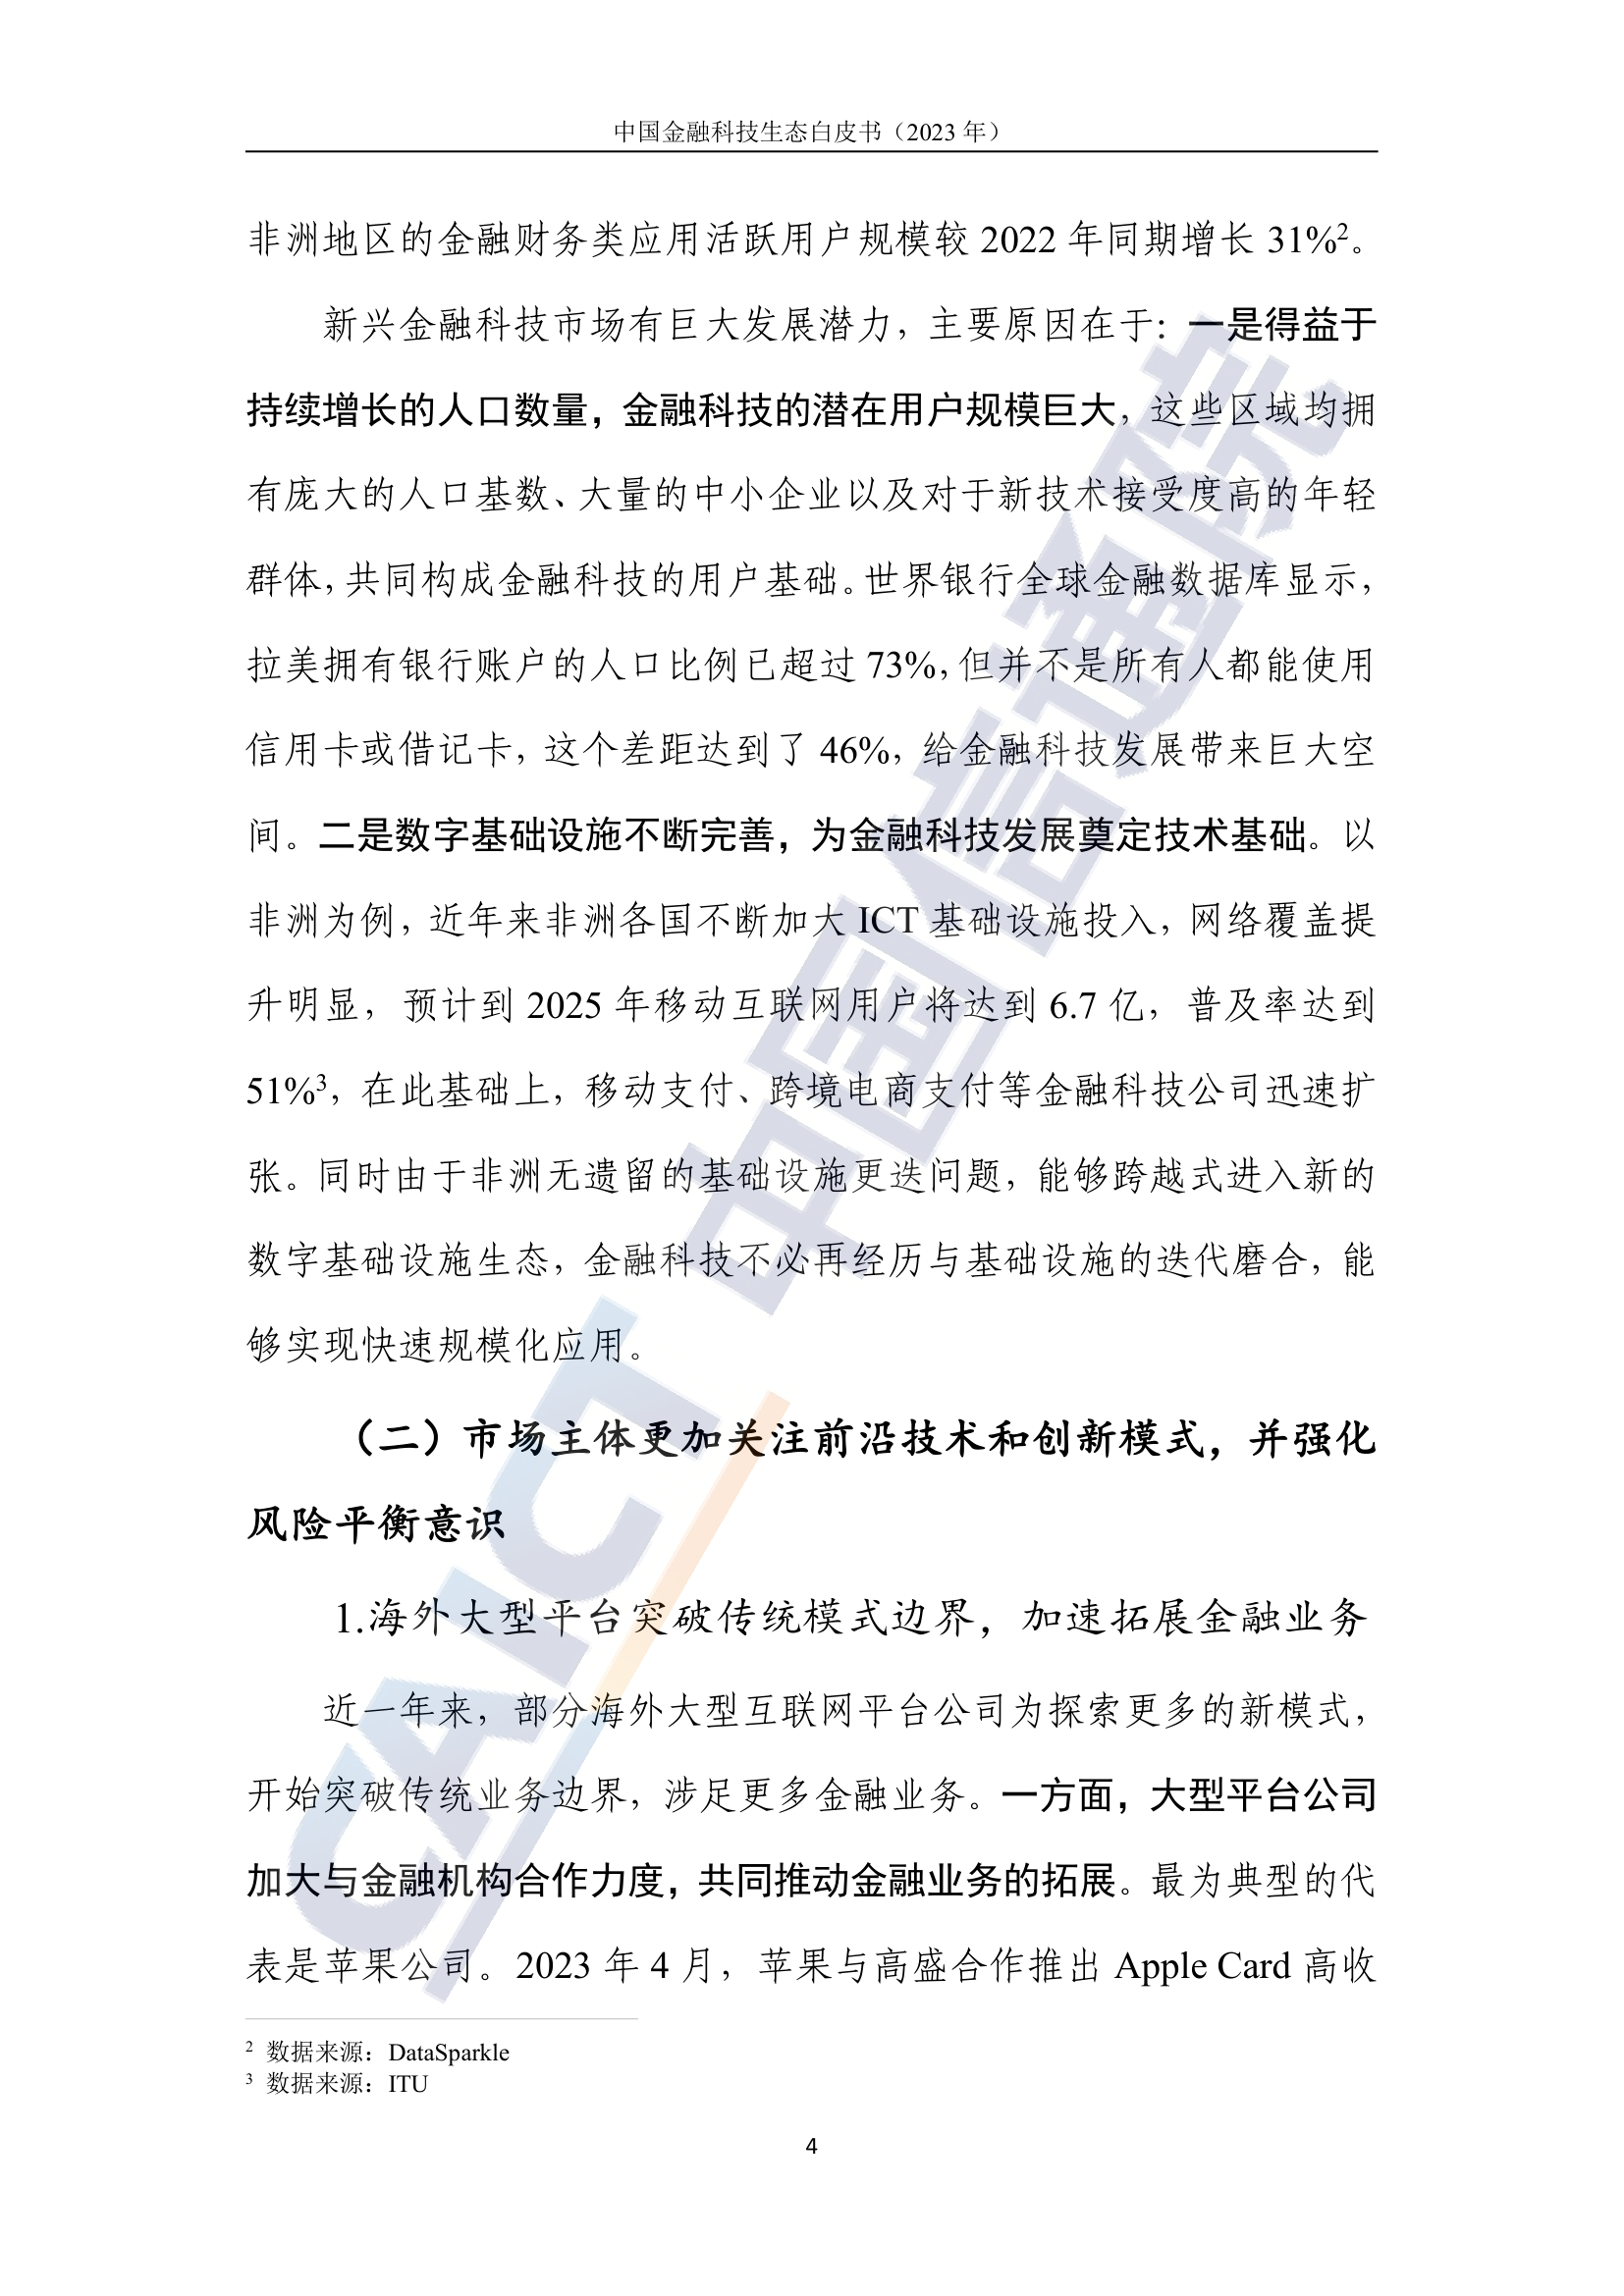 中国金融科技生态白皮书（2023 年）
非洲地区的金融财务类应用活跃用户规模较 2022 年同期增长 31%2。
新兴金融科技市场有巨大发展潜力，主要原因在于：一是得益于
持续增长的人口数量，金融科技的潜在用户规模巨大，这些区域均拥
有庞大的人口基数、大量的中小企业以及对于新技术接受度高的年轻
群体，共同构成金融科技的用户基础。世界银行全球金融数据库显示，
拉美拥有银行账户的人口比例已超过 73%，但并不是所有人都能使用
信用卡或借记卡，这个差距达到了 46%，给金融科技发展带来巨大空
间。二是数字基础设施不断完善，为金融科技发展奠定技术基础。以
非洲为例，近年来非洲各国不断加大 ICT 基础设施投入，网络覆盖提
升明显，预计到 2025 年移动互联网用户将达到 6.7 亿，普及率达到
51%3，在此基础上，移动支付、跨境电商支付等金融科技公司迅速扩
张。同时由于非洲无遗留的基础设施更迭问题，能够跨越式进入新的
数字基础设施生态，金融科技不必再经历与基础设施的迭代磨合，能
够实现快速规模化应用。
（二）市场主体更加关注前沿技术和创新模式，并强化
风险平衡意识
1.海外大型平台突破传统模式边界，加速拓展金融业务
近一年来，部分海外大型互联网平台公司为探索更多的新模式，
开始突破传统业务边界，涉足更多金融业务。一方面，大型平台公司
加大与金融机构合作力度，共同推动金融业务的拓展。最为典型的代
表是苹果公司。2023 年 4 月，苹果与高盛合作推出 Apple Card 高收
2 数据来源：DataSparkle
3 数据来源：ITU
4
CAICT 中国信通院